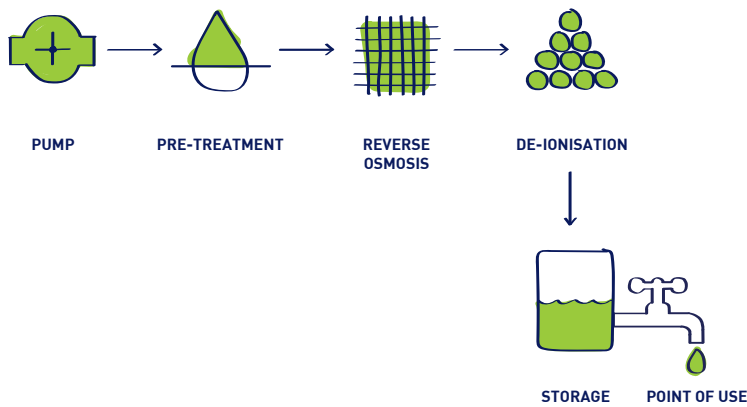 PUMP
PRE-TREATMENT
REVERSE
OSMOSIS
DE-IONISATION
STORAGE
POINT OF USE